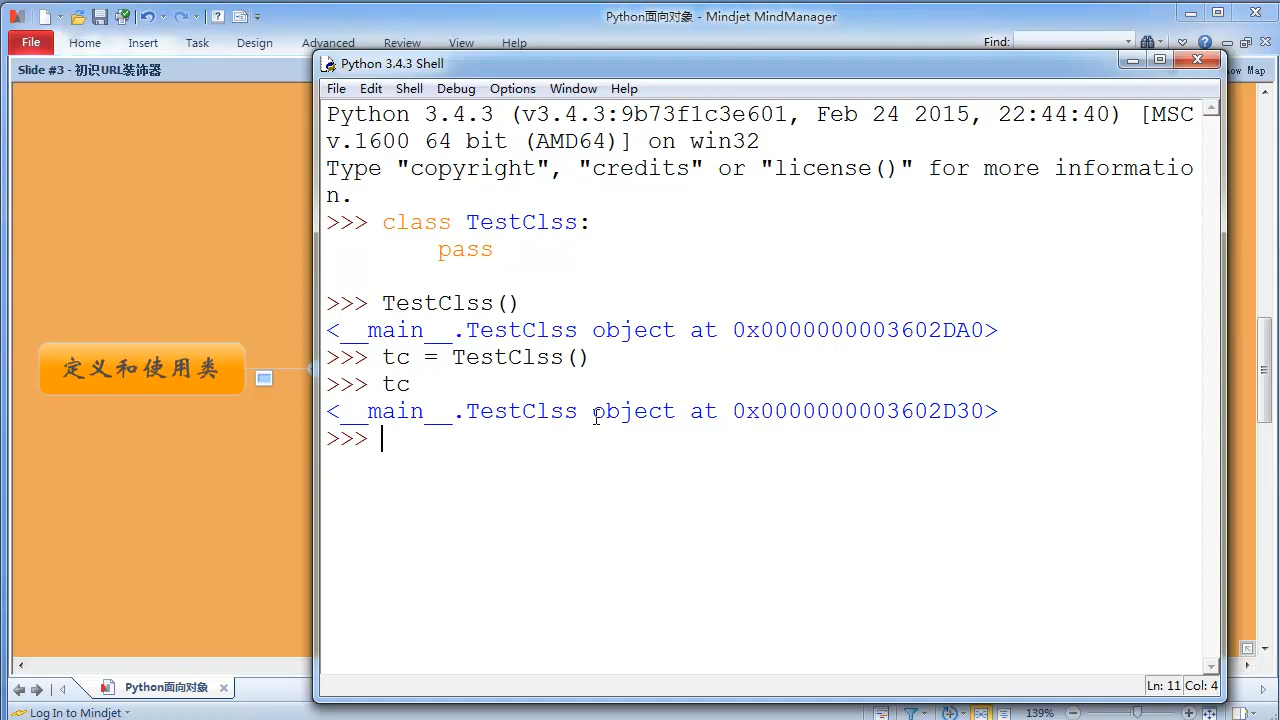 Python面向对象 - Mindjet MindManager
File Home Insert Task Design Advanced Review View Help Find:
Slide #3 - 初识URL装饰器
ow Map
定义和使用类
Python 3.4.3 Shell
File Edit Shell Debug Options Window Help
Python 3.4.3 (v3.4.3:9b73f1c3e601, Feb 24 2015, 22:44:40) [MSC
v.1600 64 bit (AMD64)] on win32
Type "copyright", "credits" or "license()" for more informatio
n.
>>> class TestClss:
pass
>>> TestClss()
<__main__.TestClss object at 0x0000000003602DA0>
>>> tc = TestClss()
>>> tc
<__main__.TestClss object at 0x0000000003602D30>
>>>
Ln: 11 Col: 4
Python面向对象
Log In to Mindjet
139%